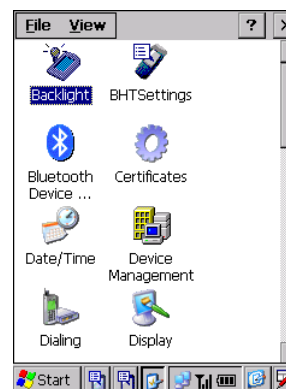 File View ?
Backlight BHTSettings
Bluetooth Certificates
Device ...
Date/Time Device
Management
Dialing Display
Start